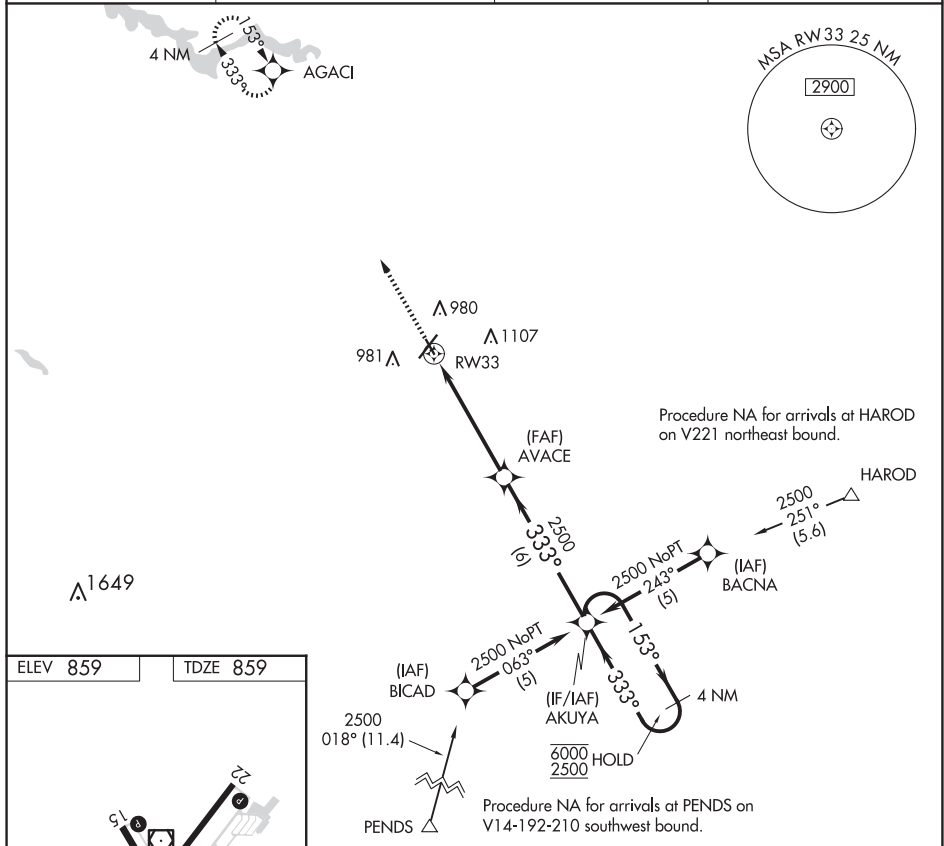 153°
4 NM
333°
AGACI
MSA RW33 25 NM
2900
980
1107
981
RW33
Procedure NA for arrivals at HAROD
on V221 northeast bound.
(FAF)
AVACE
HAROD
2500
251°
(5.6)
2500
333°
(6)
2500 NoPT
243°
(5)
(IAF)
BACNA
1649
153°
2500 NoPT
063°
(5)
(IAF)
BICAD
(IF/IAF)
AKUYA
333°
4 NM
2500
018° (11.4)
6000
2500
HOLD
PENDS
Procedure NA for arrivals at PENDS on
V14-192-210 southwest bound.
ELEV 859
TDZE 859
22
P
15
P